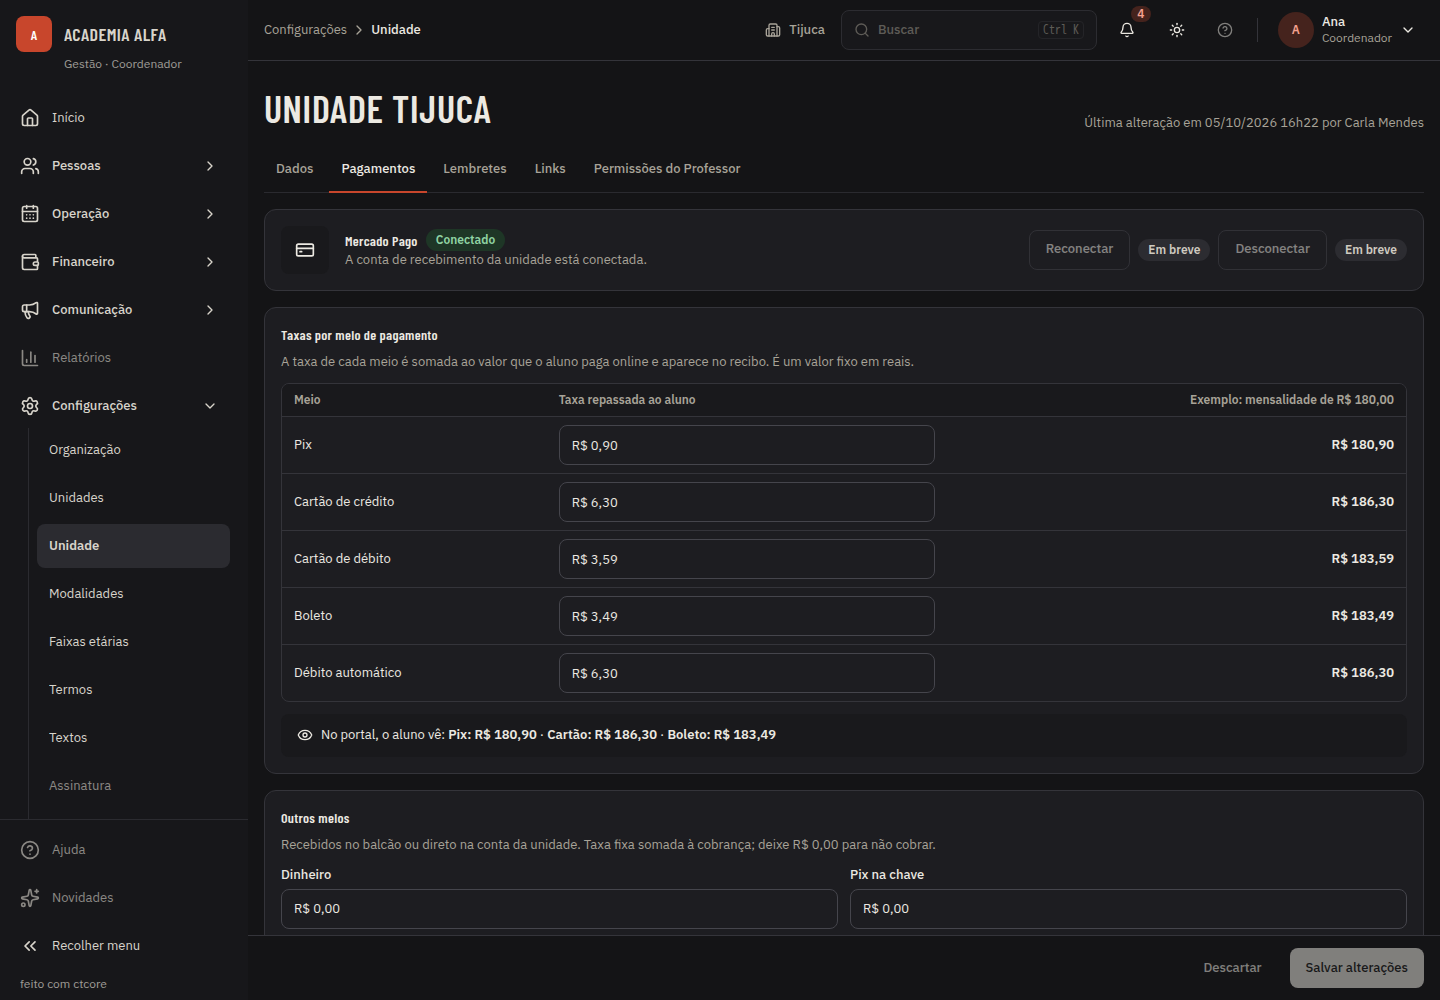 A
ACADEMIA ALFA
Gestão · Coordenador
Início
Pessoas
Operação
Financeiro
Comunicação
Relatórios
Configurações
Organização
Unidades
Unidade
Modalidades
Faixas etárias
Termos
Textos
Assinatura
Ajuda
Novidades
Recolher menu
feito com ctcore
Configurações > Unidade
Tijuca
Buscar
Ctrl K
4
A
Ana
Coordenador
UNIDADE TIJUCA
Última alteração em 05/10/2026 16h22 por Carla Mendes
Dados
Pagamentos
Lembretes
Links
Permissões do Professor
Mercado Pago
Conectado
A conta de recebimento da unidade está conectada.
Reconectar
Em breve
Desconectar
Em breve
Taxas por meio de pagamento
A taxa de cada meio é somada ao valor que o aluno paga online e aparece no recibo. É um valor fixo em reais.
Meio
Taxa repassada ao aluno
Exemplo: mensalidade de R$ 180,00
Pix
R$ 0,90
R$ 180,90
Cartão de crédito
R$ 6,30
R$ 186,30
Cartão de débito
R$ 3,59
R$ 183,59
Boleto
R$ 3,49
R$ 183,49
Débito automático
R$ 6,30
R$ 186,30
No portal, o aluno vê: Pix: R$ 180,90 · Cartão: R$ 186,30 · Boleto: R$ 183,49
Outros meios
Recebidos no balcão ou direto na conta da unidade. Taxa fixa somada à cobrança; deixe R$ 0,00 para não cobrar.
Dinheiro
Pix na chave
R$ 0,00
R$ 0,00
Descartar
Salvar alterações